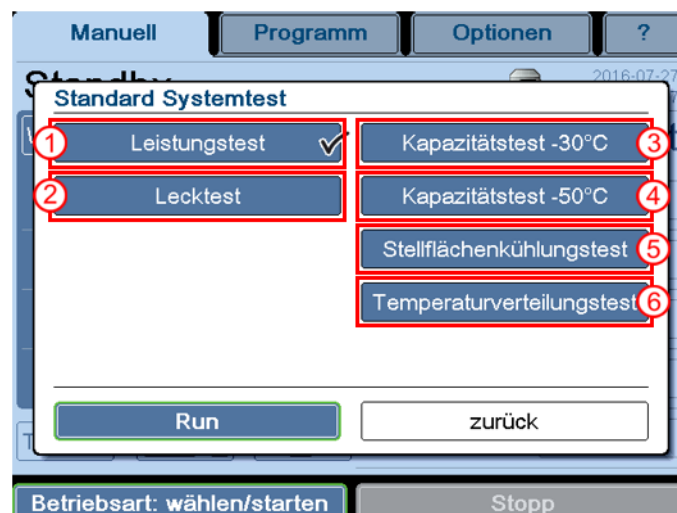 Manuell Programm Optionen ?
2016-07-27
Standard Systemtest
1 Leistungstest Kapazitätstest -30°C 3
2 Lecktest Kapazitätstest -50°C 4
Stellflächenkühlungstest 5
Temperaturverteilungstest 6
Run zurück
Betriebsart: wählen/starten Stopp